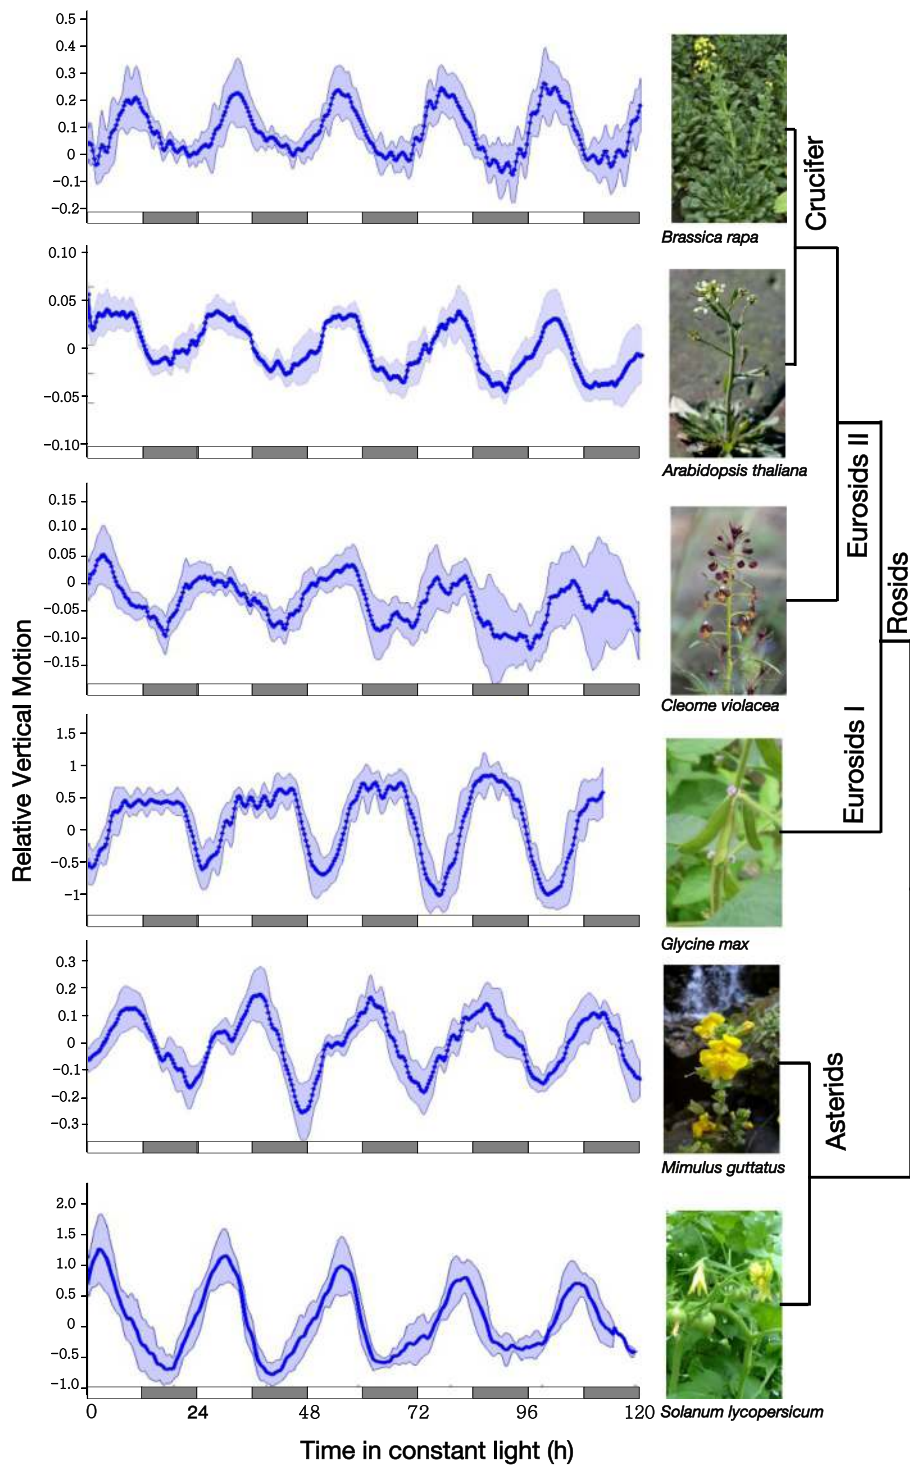 0.5
0.4
0.3
0.2
0.1
0
−0.1
−0.2
Brassica rapa
Crucifer
0.10
0.05
0
−0.05
−0.10
Arabidopsis thaliana
Eurosids II
0.15
0.10
0.05
0
−0.05
−0.10
−0.15
Cleome violacea
Rosids
Relative Vertical Motion
1.5
1
0.5
0
−0.5
−1
Glycine max
Eurosids I
0.3
0.2
0.1
0
−0.1
−0.2
−0.3
Mimulus guttatus
Asterids
2.0
1.5
1.0
0.5
0
−0.5
−1.0
0 24 48 72 96 120
Solanum lycopersicum
Time in constant light (h)